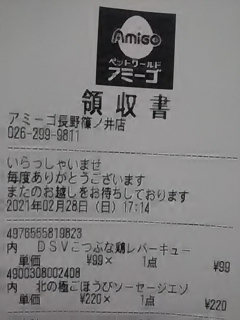 Amigo
ペットワールド
アミーゴ
領収書
アミーゴ長野篠ノ井店
026-299-9811
いらっしゃいませ
毎度ありがとうございます
またのお越しをお待ちしております
2021年02月28日(日)17:14
4976555819823
内 DSVこつぶな鶏レバーキュー
単価 ¥99× 1点 ¥99
4900308002408
内 北の極ごほうびソーセージエゾ
単価 ¥220× 1点 ¥220